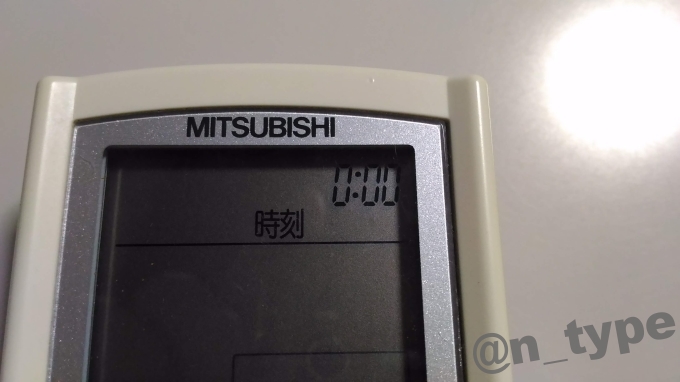 MITSUBISHI
0:00
時刻
@n_type